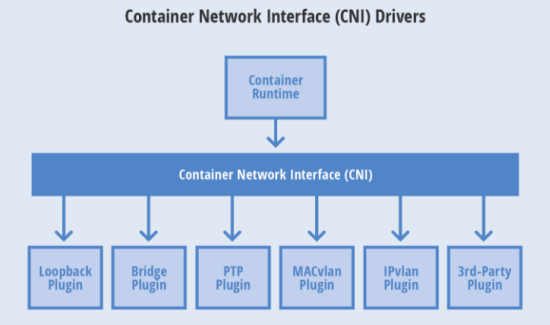 Container Network Interface (CNI) Drivers
Container
Runtime
Container Network Interface (CNI)
Loopback
Plugin
Bridge
Plugin
PTP
Plugin
MACvlan
Plugin
IPvlan
Plugin
3rd-Party
Plugin